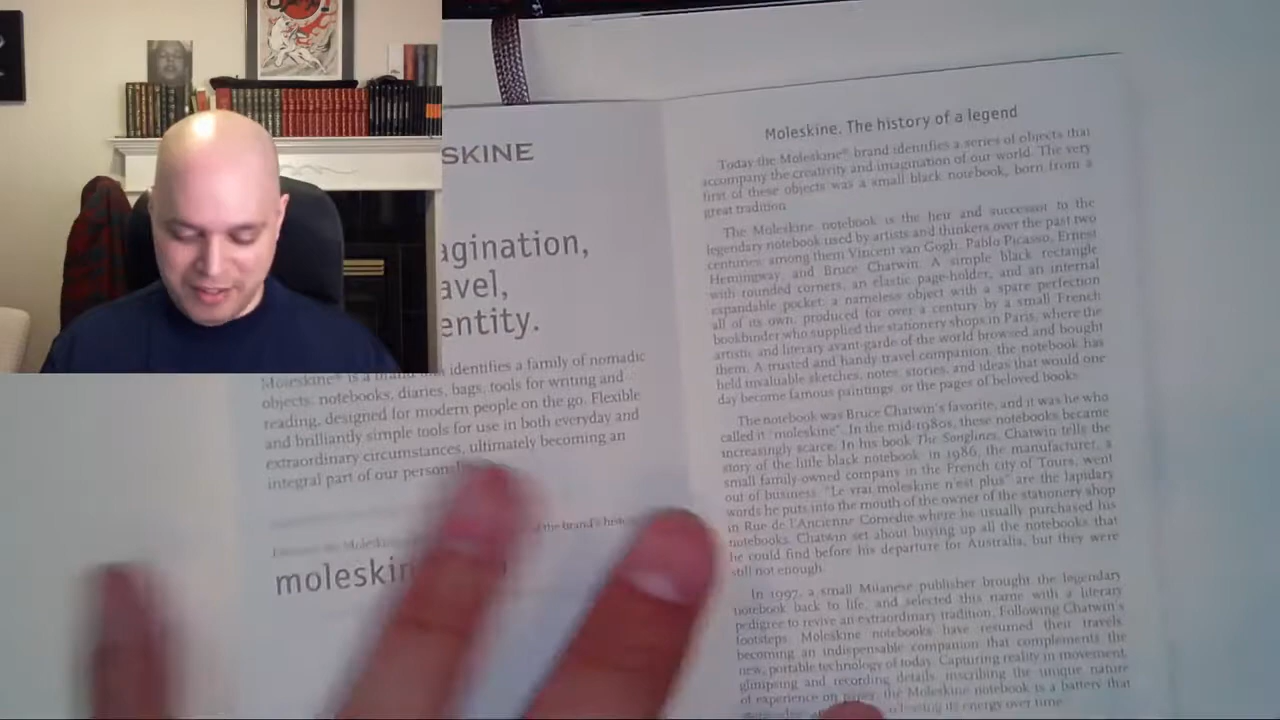 SKINE
agination,
avel,
entity.
Moleskine® is a brand that identifies a family of nomadic
objects: notebooks, diaries, bags, tools for writing and
reading, designed for modern people on the go. Flexible
and brilliantly simple tools for use in both everyday and
extraordinary circumstances, ultimately becoming an
integral part of our personal
the brand's hist
moleskin
Moleskine. The history of a legend
Today the Moleskine® brand identifies a series of objects that
accompany the creativity and imagination of our world. The very
first of these objects was a small black notebook, born from a
great tradition.
The Moleskine notebook is the heir and successor to the
legendary notebook used by artists and thinkers over the past two
centuries, among them Vincent van Gogh, Pablo Picasso, Ernest
Hemingway, and Bruce Chatwin. A simple black rectangle
with rounded corners, an elastic page-holder, and an internal
expandable pocket: a nameless object with a spare perfection
all of its own, produced for over a century by a small French
bookbinder who supplied the stationery shops in Paris, where the
artistic and literary avant-garde of the world browsed and bought
them. A trusted and handy travel companion, the notebook has
held invaluable sketches, notes, stories, and ideas that would one
day become famous paintings, or the pages of beloved books.
The notebook was Bruce Chatwin's favorite, and it was he who
called it "moleskine". In the mid-1980s, these notebooks became
increasingly scarce. In his book The Songlines, Chatwin tells the
story of the little black notebook: in 1986, the manufacturer, a
small family-owned company in the French city of Tours, went
out of business. "Le vrai moleskine n'est plus" are the lapidary
words he puts into the mouth of the owner of the stationery shop
in Rue de l'Ancienne Comedie where he usually purchased his
notebooks. Chatwin set about buying up all the notebooks that
he could find before his departure for Australia, but they were
still not enough.
In 1997, a small Milanese publisher brought the legendary
notebook back to life, and selected this name with a literary
pedigree to revive an extraordinary tradition. Following Chatwin's
footsteps, Moleskine notebooks have resumed their travels,
becoming an indispensable companion that complements the
new, portable technology of today. Capturing reality in movement,
glimpsing and recording details, inscribing the unique nature
of experience on paper: the Moleskine notebook is a battery that
its energy over time